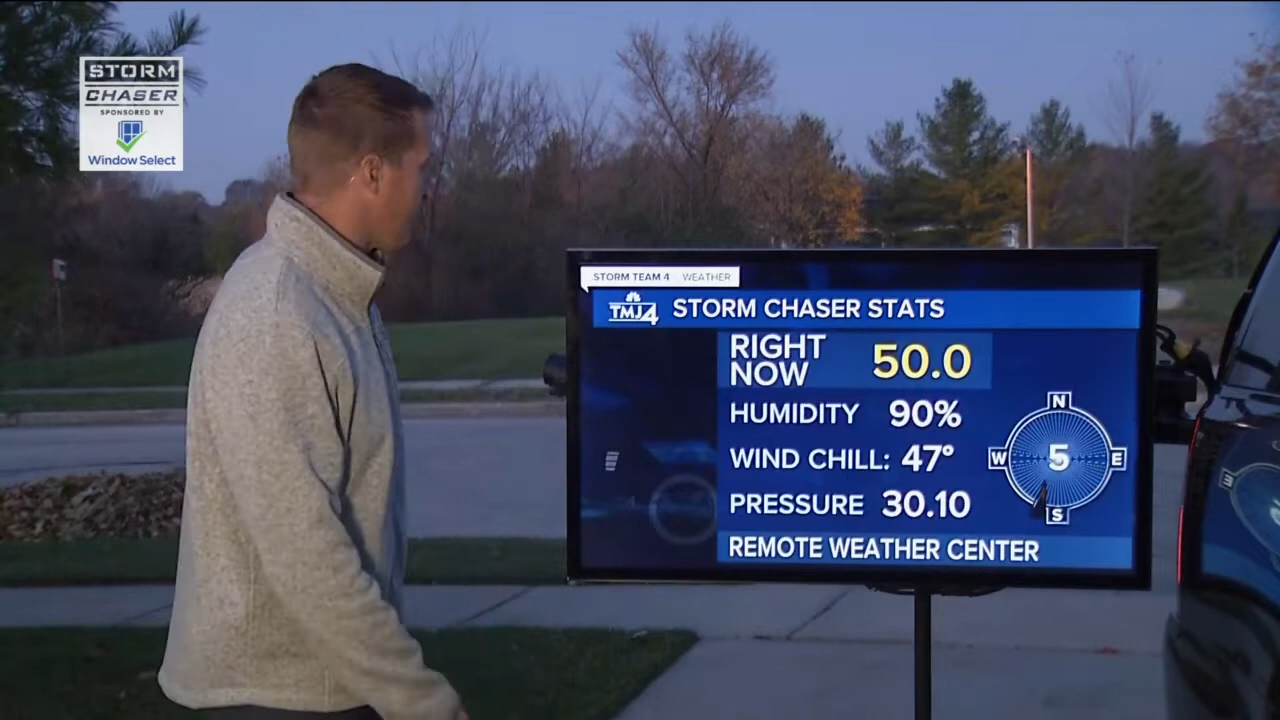 STORM
CHASER
SPONSORED BY
Window Select
STORM TEAM 4 WEATHER
TMJ4 STORM CHASER STATS
RIGHT NOW 50.0
HUMIDITY 90%
WIND CHILL: 47°
PRESSURE 30.10
N
W 5 E
S
REMOTE WEATHER CENTER